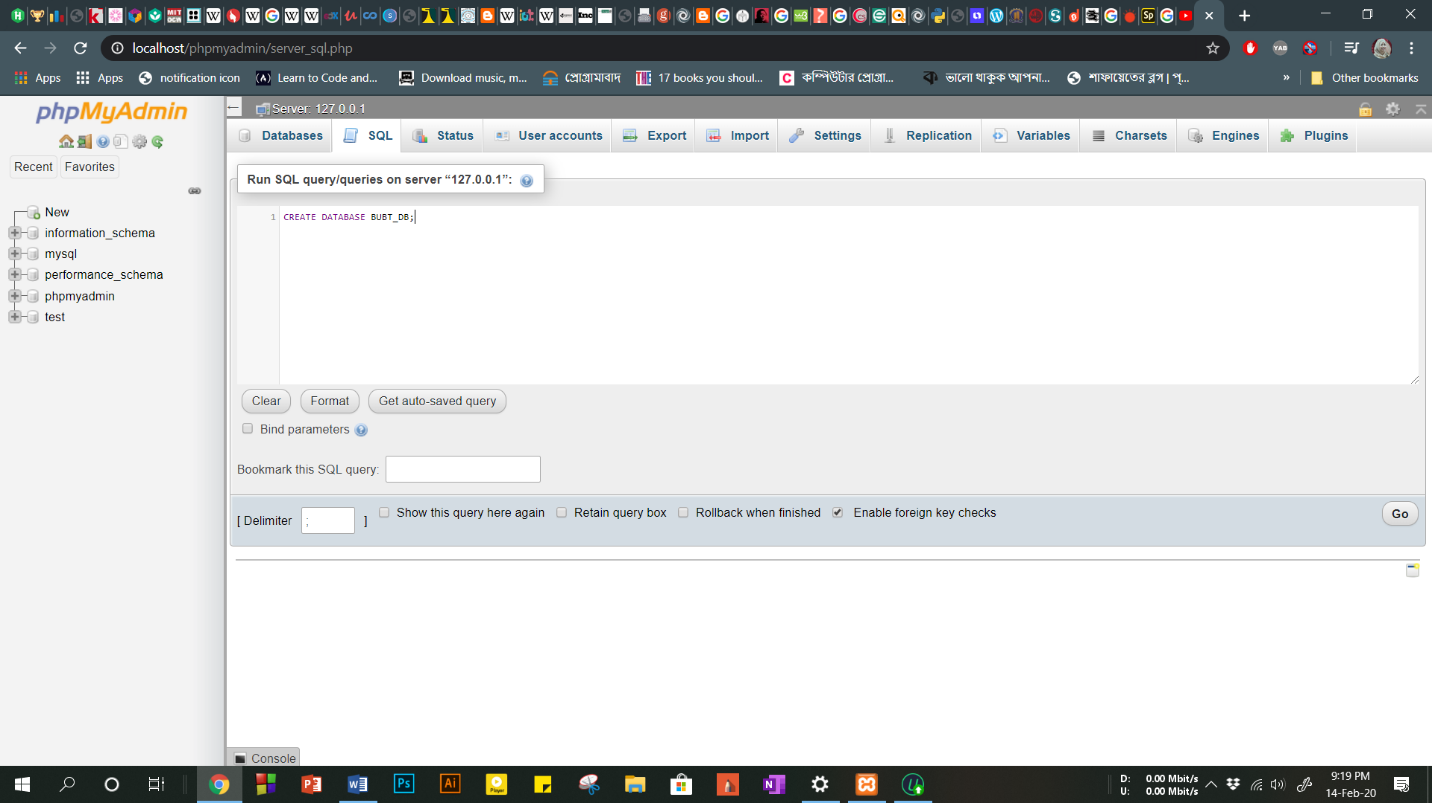 localhost/phpmyadmin/server_sql.php
YAB
Apps Apps notification icon Learn to Code and... Download music, m... প্রোগ্রামাবাদ 17 books you shoul... কম্পিউটার প্রোগ্রা... ভালো থাকুক আপনা... শাফায়েতের ব্লগ | প্... » Other bookmarks
phpMyAdmin
Recent Favorites
New
information_schema
mysql
performance_schema
phpmyadmin
test
Server: 127.0.0.1
Databases SQL Status User accounts Export Import Settings Replication Variables Charsets Engines Plugins
Run SQL query/queries on server “127.0.0.1”:
1 CREATE DATABASE BUBT_DB;
Clear Format Get auto-saved query
Bind parameters
Bookmark this SQL query:
[ Delimiter ; ] Show this query here again Retain query box Rollback when finished Enable foreign key checks Go
Console
D: 0.00 Mbit/s
U: 0.00 Mbit/s
9:19 PM
14-Feb-20